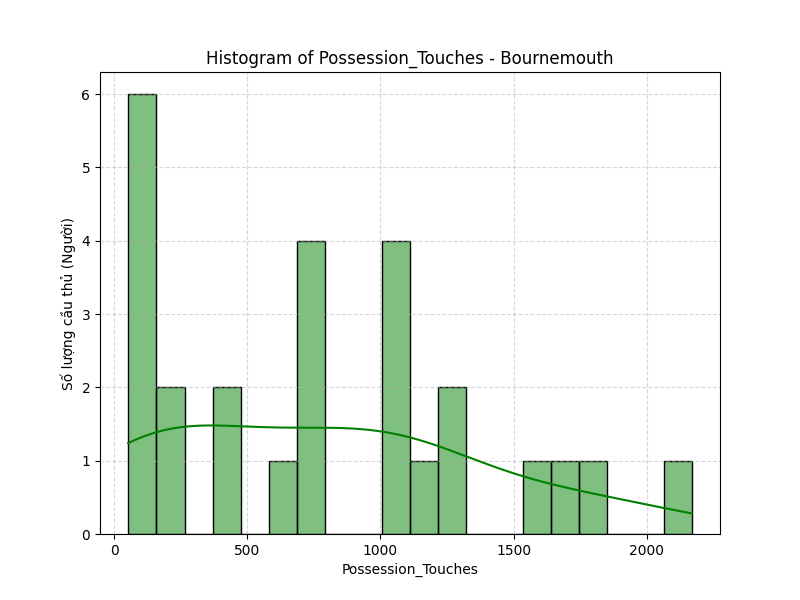 Histogram of Possession_Touches - Bournemouth
6
5
4
3
2
1
0
Số lượng cầu thủ (Người)
0 500 1000 1500 2000
Possession_Touches